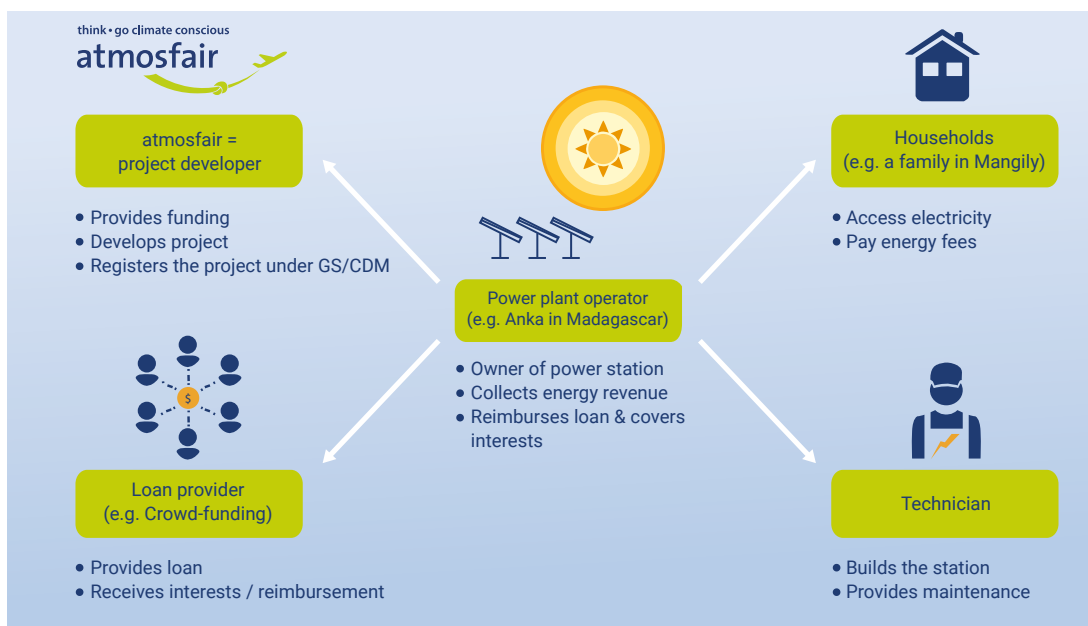 think • go climate conscious
atmosfair
atmosfair =
project developer
• Provides funding
• Develops project
• Registers the project under GS/CDM
Households
(e.g. a family in Mangily)
• Access electricity
• Pay energy fees
Power plant operator
(e.g. Anka in Madagascar)
• Owner of power station
• Collects energy revenue
• Reimburses loan & covers
interests
$
Loan provider
(e.g. Crowd-funding)
• Provides loan
• Receives interests / reimbursement
Technician
• Builds the station
• Provides maintenance